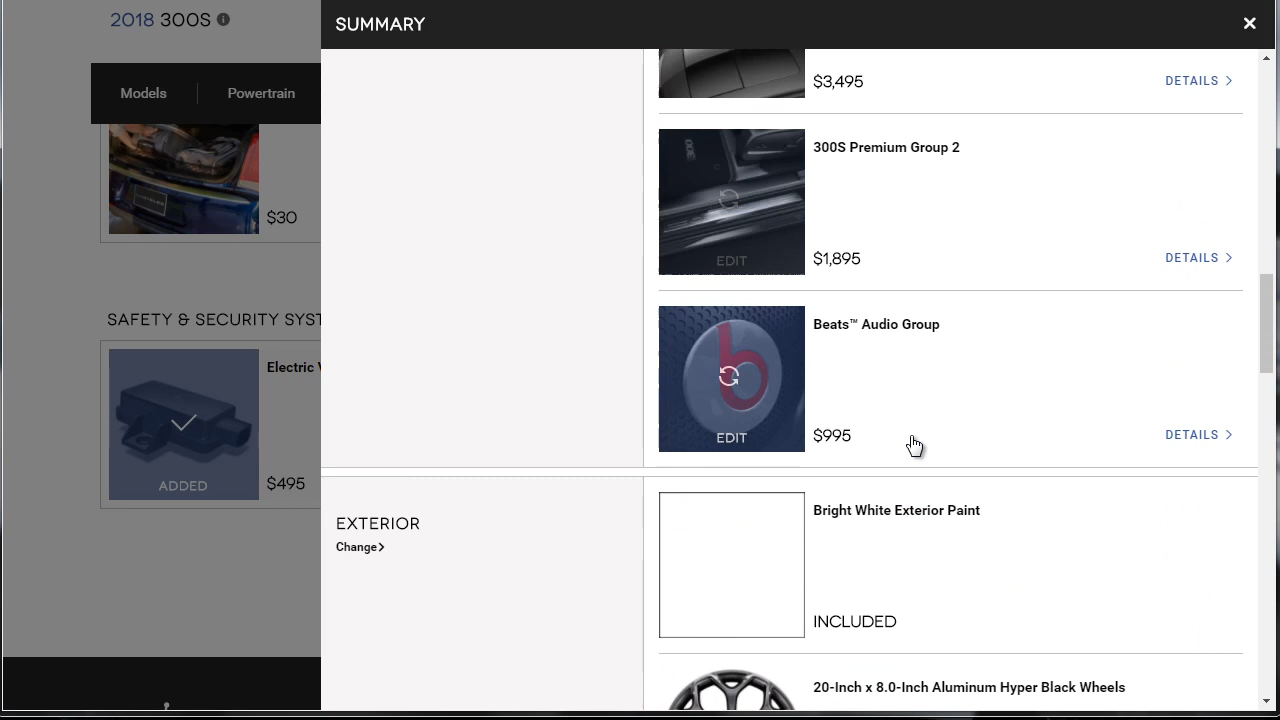 2018 300S
SUMMARY
Models
Powertrain
$3,495
DETAILS
300S Premium Group 2
EDIT
$1,895
DETAILS
$30
SAFETY & SECURITY SYST
Electric
ADDED
$495
Beats™ Audio Group
EDIT
$995
DETAILS
EXTERIOR
Change
Bright White Exterior Paint
INCLUDED
20-Inch x 8.0-Inch Aluminum Hyper Black Wheels